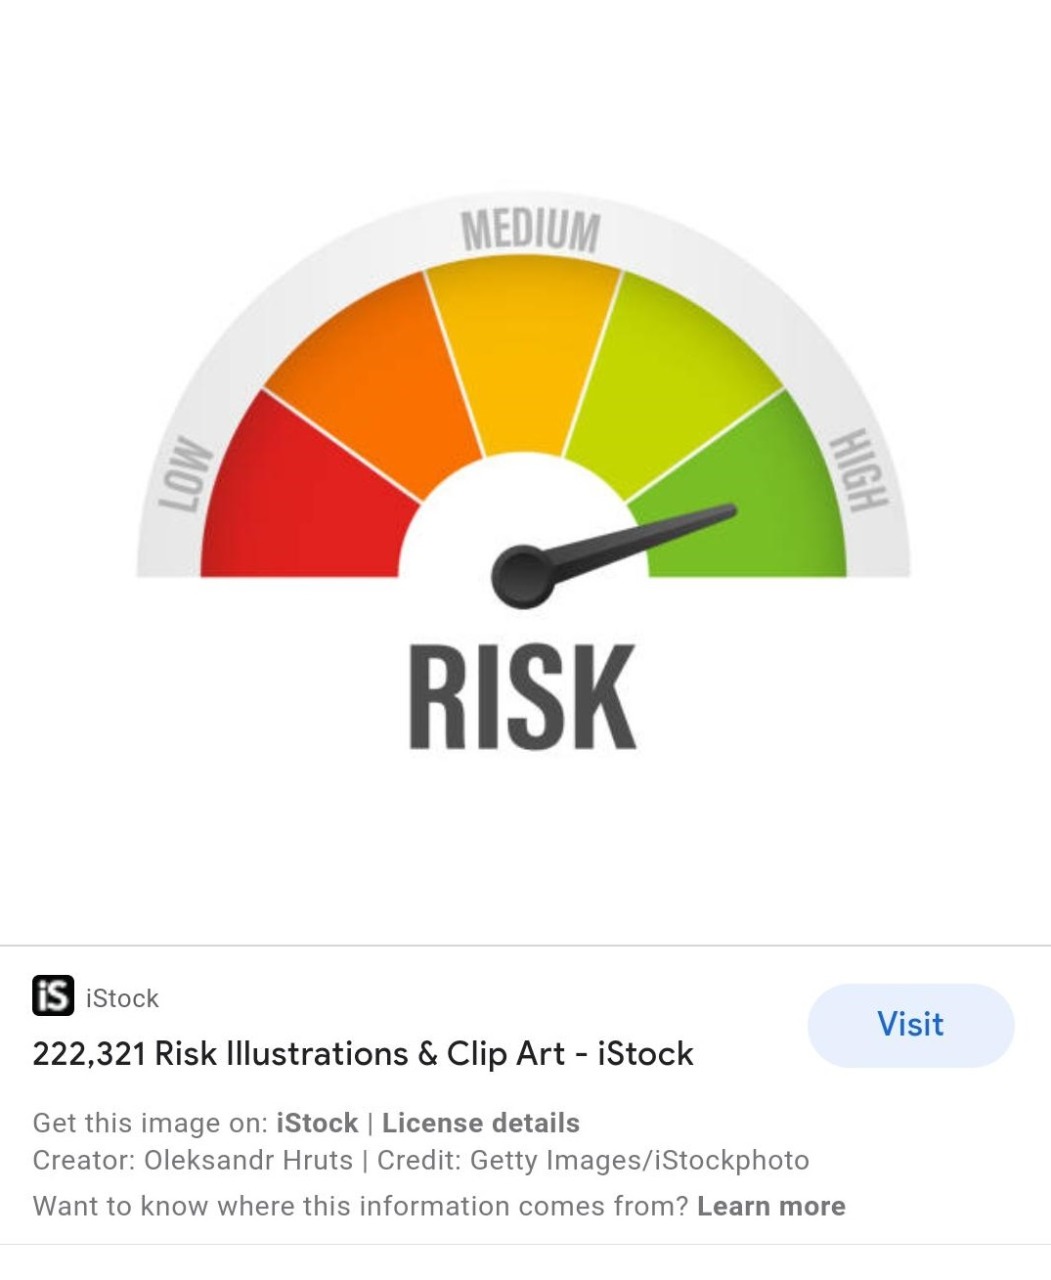 MEDIUM
LOW
HIGH
RISK
iS iStock
Visit
222,321 Risk Illustrations & Clip Art - iStock
Get this image on: iStock | License details
Creator: Oleksandr Hruts | Credit: Getty Images/iStockphoto
Want to know where this information comes from? Learn more